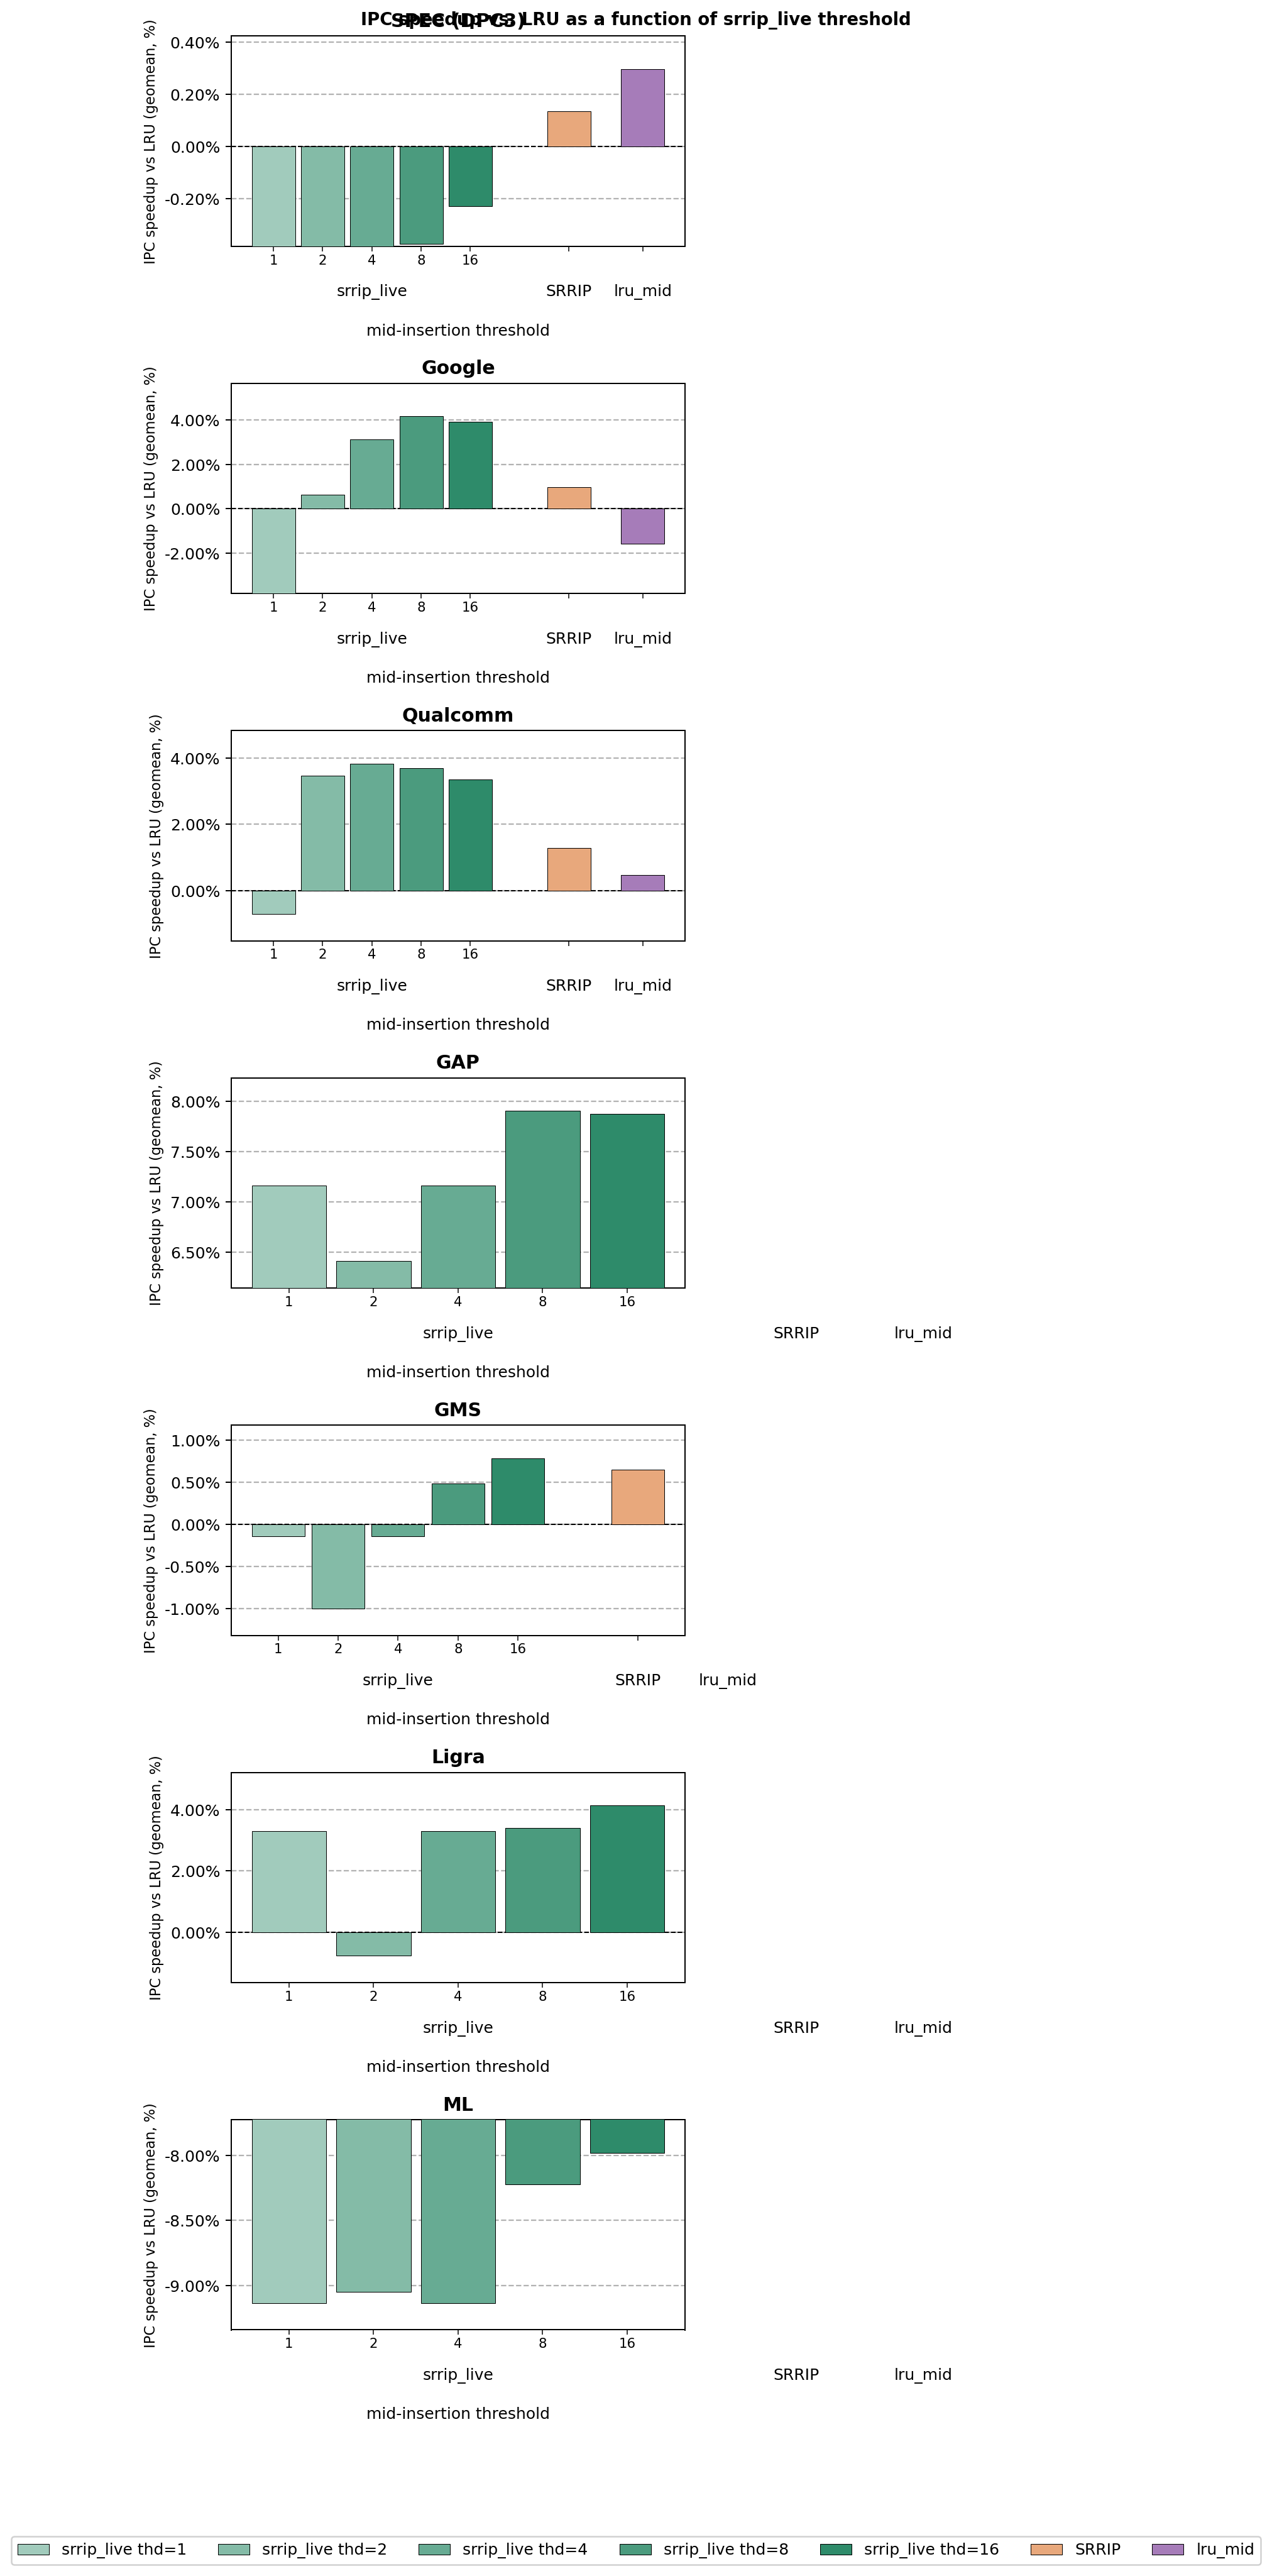 IPC speedup vs LRU as a function of srrip_live threshold
SPEC (DPC3)
IPC speedup vs LRU (geomean, %)
0.40%
0.20%
0.00%
-0.20%
1 2 4 8 16
srrip_live SRRIP lru_mid
mid-insertion threshold
Google
IPC speedup vs LRU (geomean, %)
4.00%
2.00%
0.00%
-2.00%
1 2 4 8 16
srrip_live SRRIP lru_mid
mid-insertion threshold
Qualcomm
IPC speedup vs LRU (geomean, %)
4.00%
2.00%
0.00%
1 2 4 8 16
srrip_live SRRIP lru_mid
mid-insertion threshold
GAP
IPC speedup vs LRU (geomean, %)
8.00%
7.50%
7.00%
6.50%
1 2 4 8 16
srrip_live SRRIP lru_mid
mid-insertion threshold
GMS
IPC speedup vs LRU (geomean, %)
1.00%
0.50%
0.00%
-0.50%
-1.00%
1 2 4 8 16
srrip_live SRRIP lru_mid
mid-insertion threshold
Ligra
IPC speedup vs LRU (geomean, %)
4.00%
2.00%
0.00%
1 2 4 8 16
srrip_live SRRIP lru_mid
mid-insertion threshold
ML
IPC speedup vs LRU (geomean, %)
-8.00%
-8.50%
-9.00%
1 2 4 8 16
srrip_live SRRIP lru_mid
mid-insertion threshold
srrip_live thd=1 srrip_live thd=2 srrip_live thd=4 srrip_live thd=8 srrip_live thd=16 SRRIP lru_mid